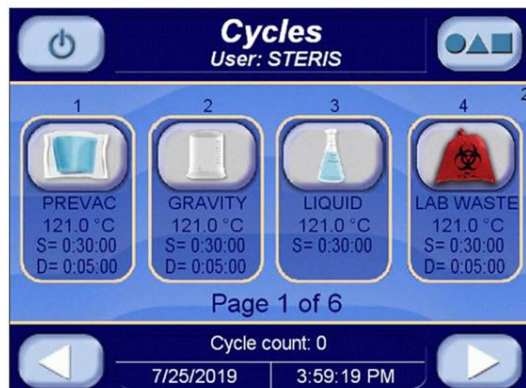 Cycles
User: STERIS
1
2
3
4
2
PREVAC
121.0 °C
S= 0:30:00
D= 0:05:00
GRAVITY
121.0 °C
S= 0:30:00
D= 0:05:00
LIQUID
121.0 °C
S= 0:30:00
LAB WASTE
121.0 °C
S= 0:30:00
D= 0:05:00
Page 1 of 6
Cycle count: 0
7/25/2019
3:59:19 PM